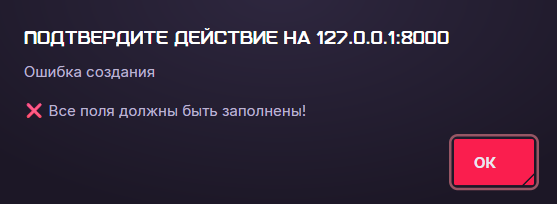 ПОДТВЕРДИТЕ ДЕЙСТВИЕ НА 127.0.0.1:8000
Ошибка создания
❌ Все поля должны быть заполнены!
OK